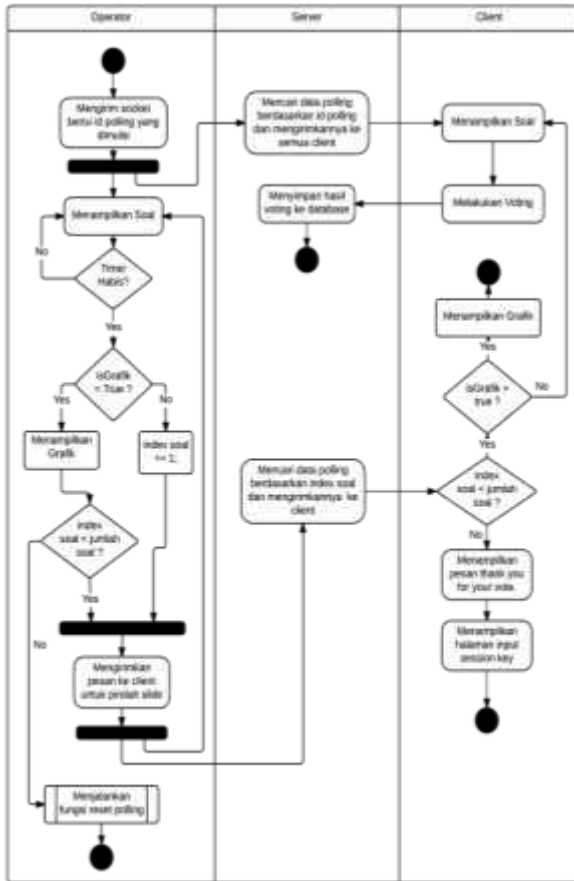 Operator
Server
Client
Mengirim socket
berisi id polling yang
dimulai
Mencari data polling
berdasarkan id polling
dan mengirimkannya ke
semua client
Menampilkan Soal
Menampilkan Soal
Menyimpan hasil
voting ke database
Melakukan Voting
No
Timer
Habis?
Yes
Menampilkan Grafik
Yes
isGrafik
= True ?
isGrafik =
true ?
No
Yes
No
Menampilkan
Grafik
index soal
+= 1;
Yes
Mencari data polling
berdasarkan index soal
dan mengirimkannya ke
client
index
soal < jumlah
soal ?
index
soal < jumlah
soal ?
No
Yes
Menampilkan
pesan thank you
for your vote.
No
Mengirimkan
pesan ke client
untuk pindah slide
Menampilkan
halaman input
session key
Menjalankan
fungsi reset polling